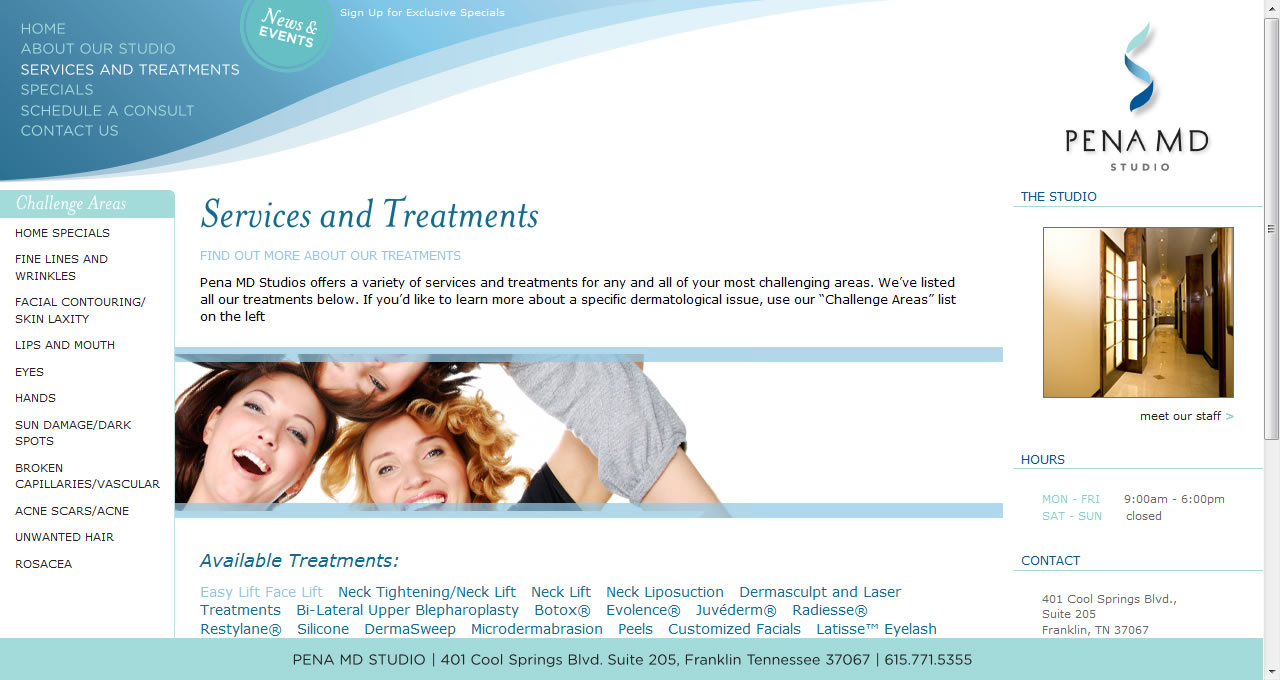 HOME
ABOUT OUR STUDIO
SERVICES AND TREATMENTS
SPECIALS
SCHEDULE A CONSULT
CONTACT US
News &
EVENTS
Sign Up for Exclusive Specials
PENA MD
STUDIO
Challenge Areas
HOME SPECIALS
FINE LINES AND
WRINKLES
FACIAL CONTOURING/
SKIN LAXITY
LIPS AND MOUTH
EYES
HANDS
SUN DAMAGE/DARK
SPOTS
BROKEN
CAPILLARIES/VASCULAR
ACNE SCARS/ACNE
UNWANTED HAIR
ROSACEA
Services and Treatments
FIND OUT MORE ABOUT OUR TREATMENTS
Pena MD Studios offers a variety of services and treatments for any and all of your most challenging areas. We’ve listed
all our treatments below. If you’d like to learn more about a specific dermatological issue, use our “Challenge Areas” list
on the left
Available Treatments:
Easy Lift Face Lift Neck Tightening/Neck Lift Neck Lift Neck Liposuction Dermasculpt and Laser
Treatments Bi-Lateral Upper Blepharoplasty Botox® Evolence® Juvéderm® Radiesse®
Restylane® Silicone DermaSweep Microdermabrasion Peels Customized Facials Latisse™ Eyelash
THE STUDIO
meet our staff >
HOURS
MON - FRI 9:00am - 6:00pm
SAT - SUN closed
CONTACT
401 Cool Springs Blvd.,
Suite 205
Franklin, TN 37067
PENA MD STUDIO | 401 Cool Springs Blvd. Suite 205, Franklin Tennessee 37067 | 615.771.5355